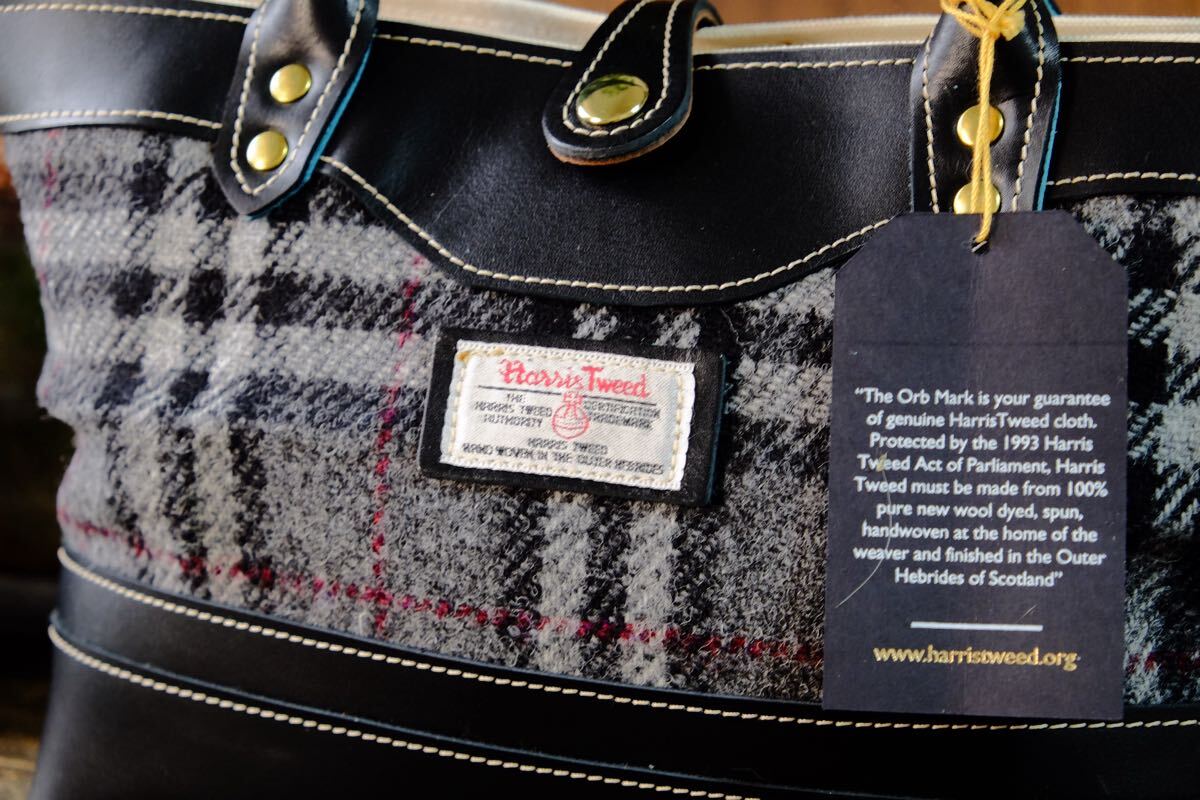 Harris Tweed
THE HARRIS TWEED AUTHORITY
CERTIFICATION TRADEMARK
HARRIS TWEED
HAND WOVEN IN THE OUTER HEBRIDES
“The Orb Mark is your guarantee
of genuine HarrisTweed cloth.
Protected by the 1993 Harris
Tweed Act of Parliament, Harris
Tweed must be made from 100%
pure new wool dyed, spun,
handwoven at the home of the
weaver and finished in the Outer
Hebrides of Scotland”
www.harristweed.org